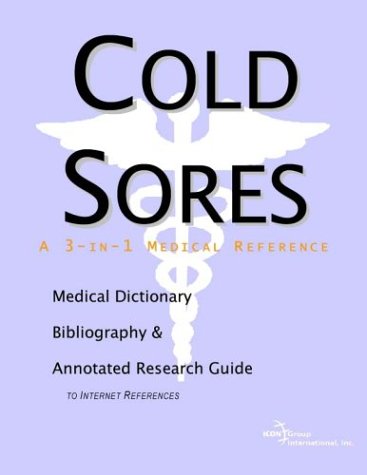 COLD
SORES
A 3-IN-1 MEDICAL REFERENCE
Medical Dictionary
Bibliography &
Annotated Research Guide
TO INTERNET REFERENCES
ICON Group
International, Inc.